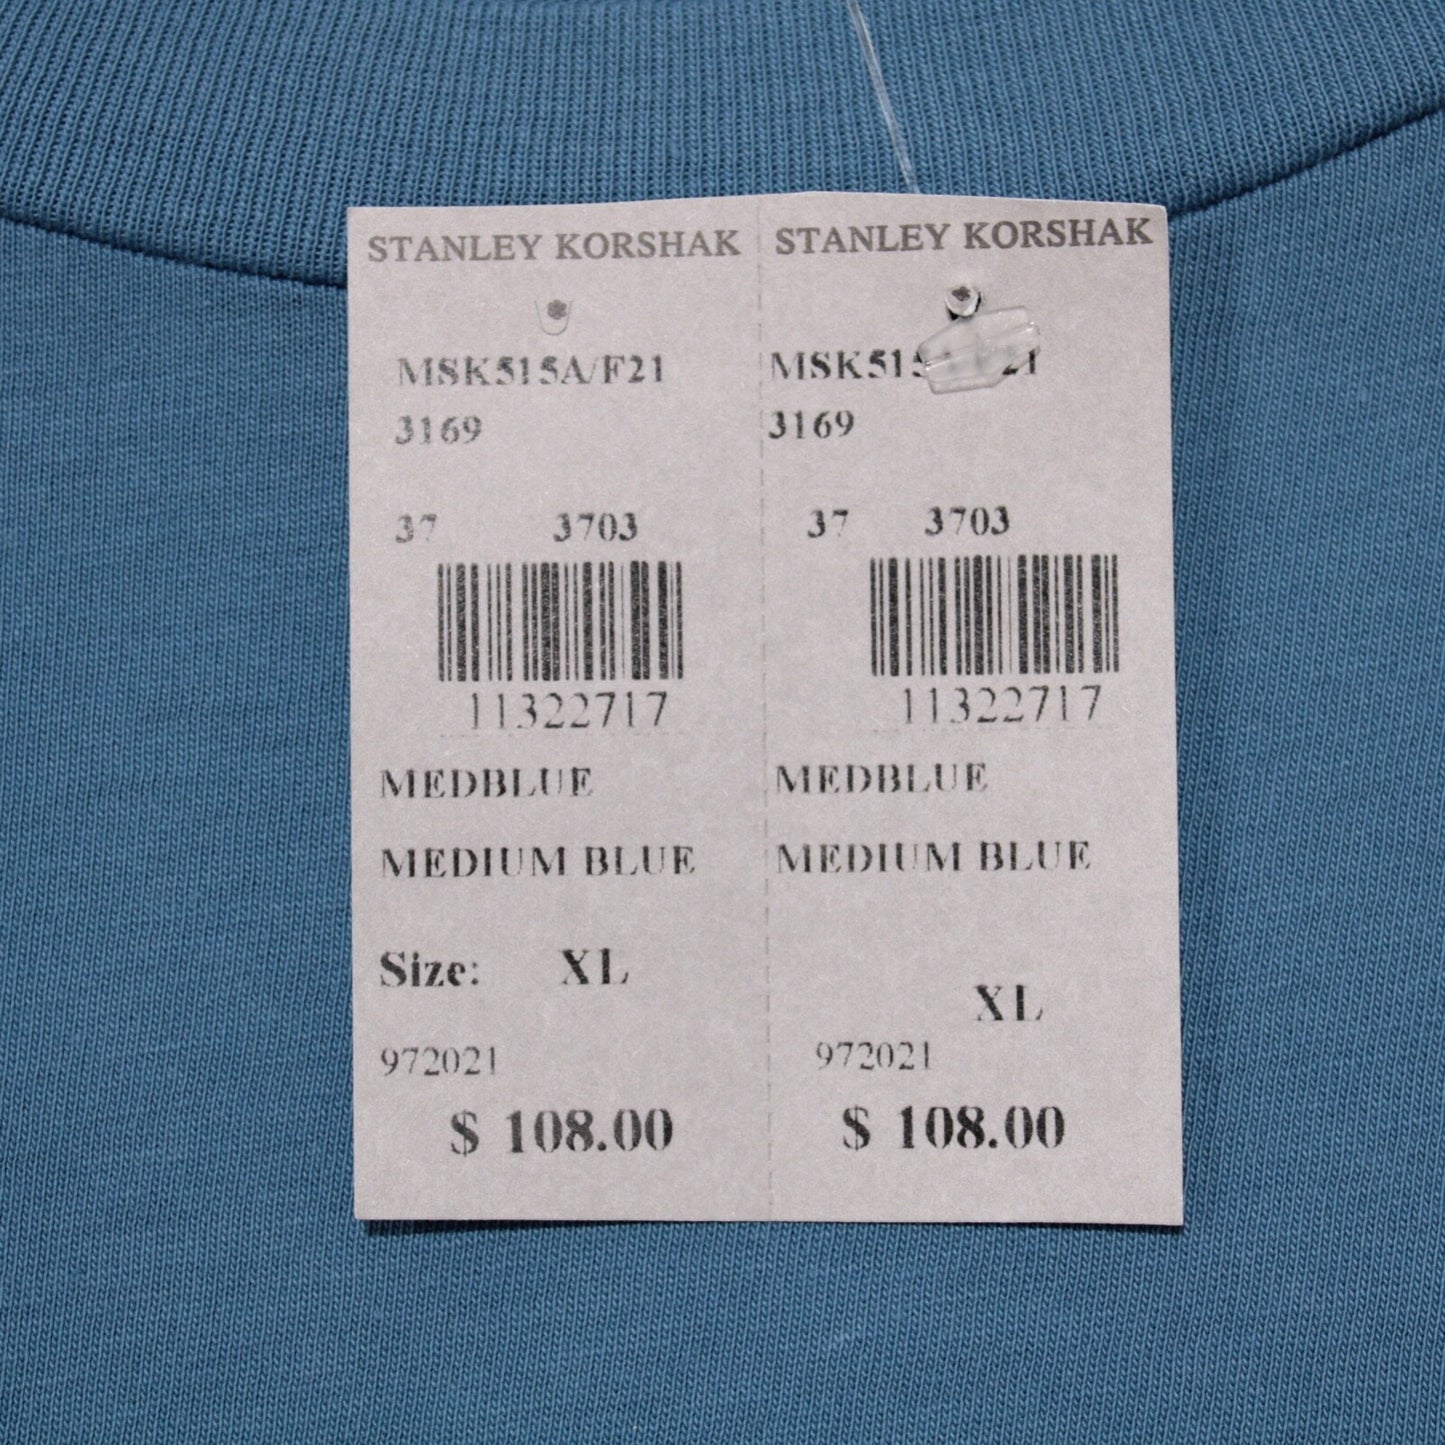 STANLEY KORSHAK
MSK515A/F21
3169
37 3703
11322717
MEDBLUE
MEDIUM BLUE
Size: XL
972021
$ 108.00
STANLEY KORSHAK
3169
37 3703
11322717
MEDBLUE
MEDIUM BLUE
XL
972021
$ 108.00